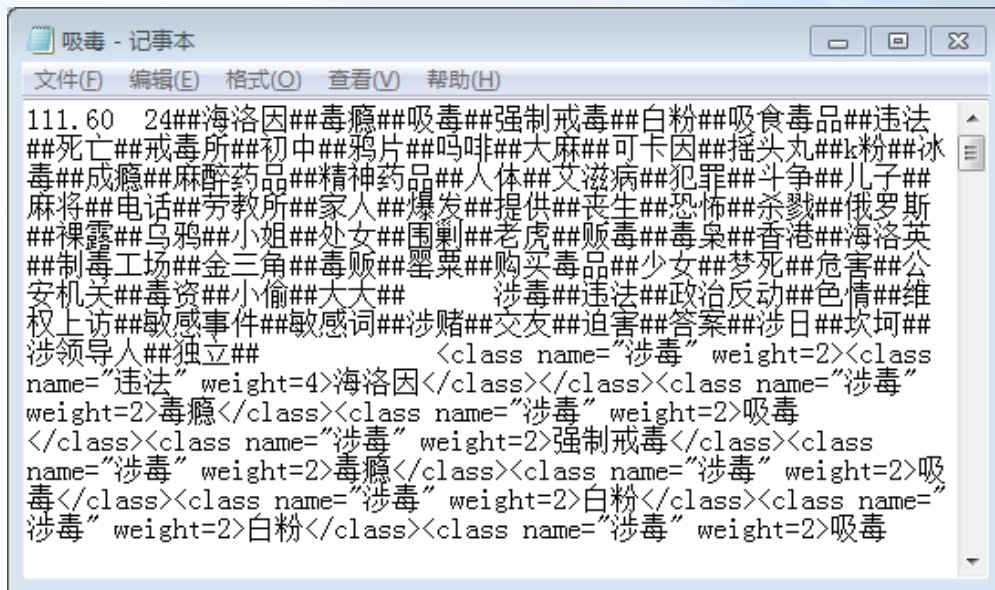 吸毒 - 记事本
文件(F) 编辑(E) 格式(O) 查看(V) 帮助(H)
111.60 24##海洛因##毒瘾##吸毒##强制戒毒##白粉##吸食毒品##违法
##死亡##戒毒所##初中##鸦片##吗啡##大麻##可卡因##摇头丸##k粉##冰
毒##成瘾##麻醉药品##精神药品##人体##艾滋病##犯罪##斗争##儿子##
麻将##电话##劳教所##家人##爆发##提供##丧生##恐怖##杀戮##俄罗斯
##裸露##乌鸦##小姐##处女##围剿##老虎##贩毒##毒枭##香港##海洛英
##制毒工场##金三角##毒贩##罂粟##购买毒品##少女##梦死##危害##公
安机关##毒资##小偷##大大## 涉毒##违法##政治反动##色情##维
权上访##敏感事件##敏感词##涉赌##交友##迫害##答案##涉日##坎坷##
涉领导人##独立## <class name="涉毒" weight=2><class
name="违法" weight=4>海洛因</class></class><class name="涉毒"
weight=2>毒瘾</class><class name="涉毒" weight=2>吸毒
</class><class name="涉毒" weight=2>强制戒毒</class><class
name="涉毒" weight=2>毒瘾</class><class name="涉毒" weight=2>吸
毒</class><class name="涉毒" weight=2>白粉</class><class name="
涉毒" weight=2>白粉</class><class name="涉毒" weight=2>吸毒